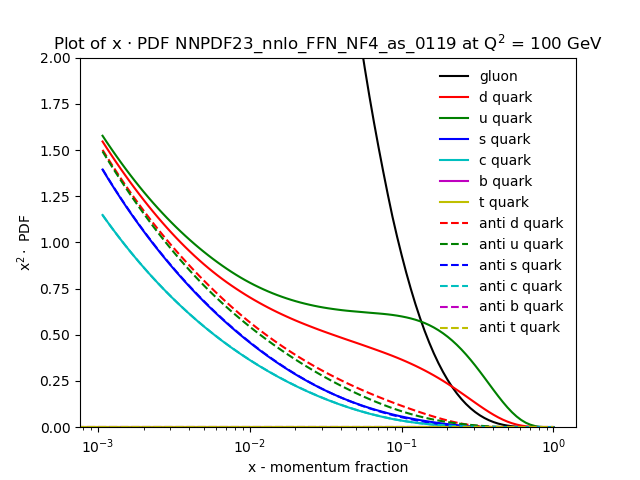 Plot of x · PDF NNPDF23_nnlo_FFN_NF4_as_0119 at Q² = 100 GeV
2.00
1.75
1.50
1.25
1.00
0.75
0.50
0.25
0.00
x² · PDF
gluon
d quark
u quark
s quark
c quark
b quark
t quark
anti d quark
anti u quark
anti s quark
anti c quark
anti b quark
anti t quark
10⁻³ 10⁻² 10⁻¹ 10⁰
x - momentum fraction